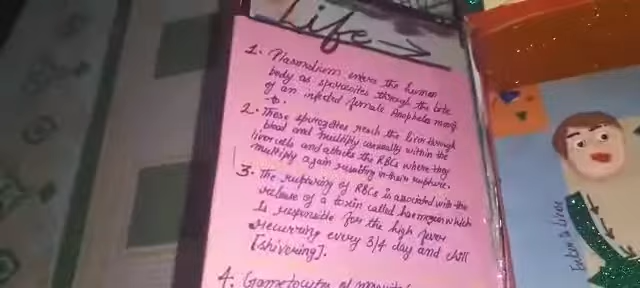 Life →
1. Plasmodium enters the human
body as sporozoites through the bite
of an infected female Anopheles mosq
to.
2. These sporozoites reach the liver through
blood and multiply asexually within the
liver cells and attacks the RBCs where they
multiply again resulting in their rupture.
3. The rupturing of RBCs is associated with the
release of a toxin called haemozoin which
is responsible for the high fever
recurring every 3/4 day and chill
[shivering].
4. Gametocytes of